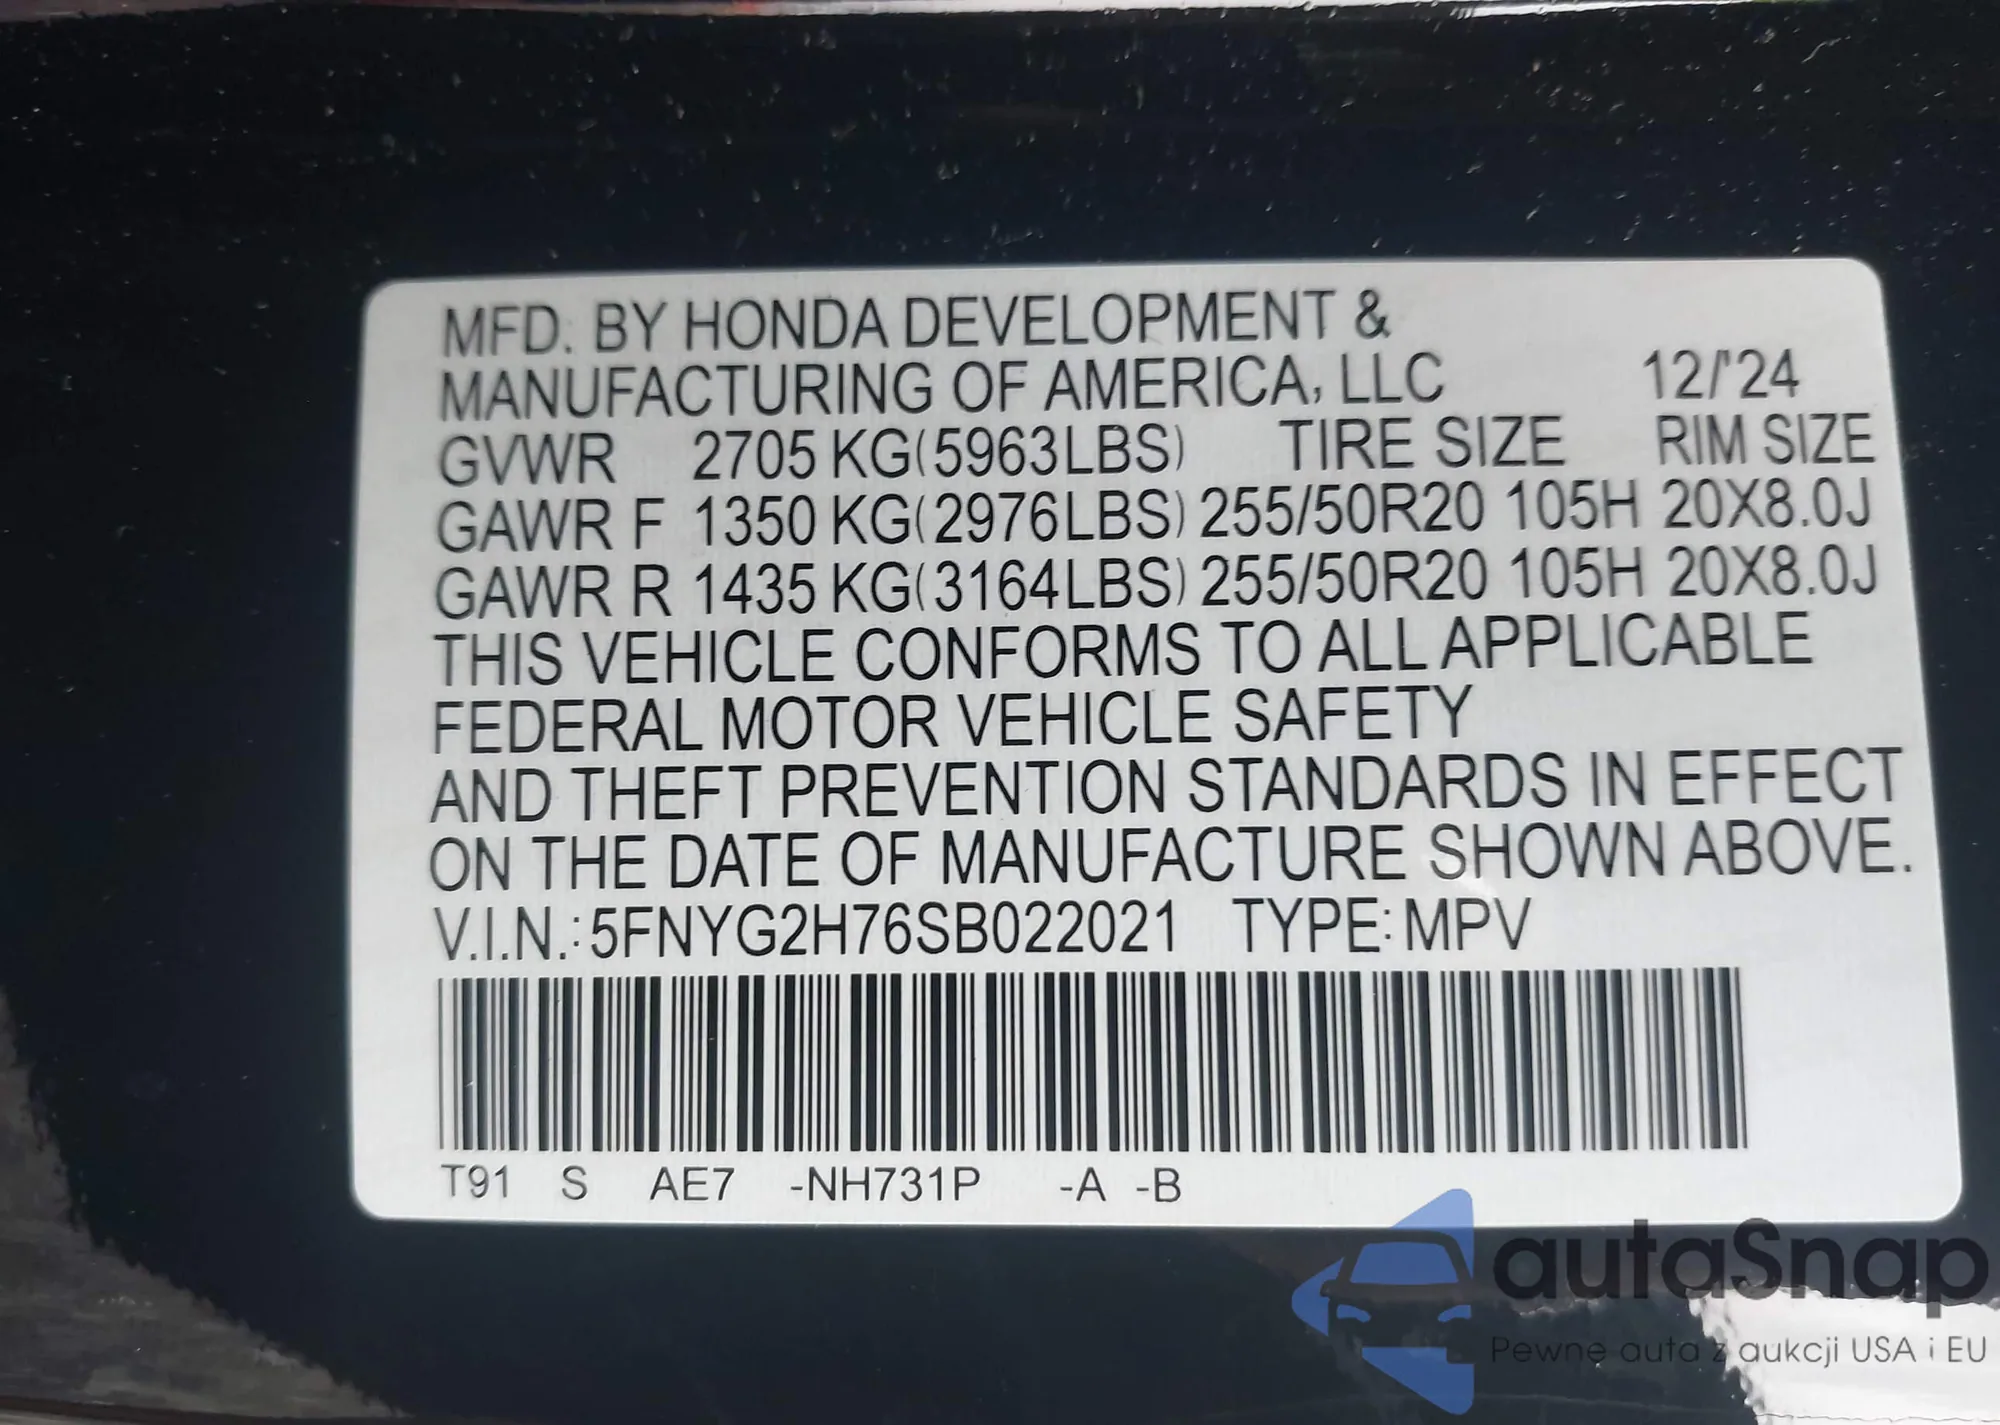 MFD. BY HONDA DEVELOPMENT &
MANUFACTURING OF AMERICA, LLC 12/'24
GVWR 2705 KG(5963LBS) TIRE SIZE RIM SIZE
GAWR F 1350 KG(2976LBS) 255/50R20 105H 20X8.0J
GAWR R 1435 KG(3164LBS) 255/50R20 105H 20X8.0J
THIS VEHICLE CONFORMS TO ALL APPLICABLE
FEDERAL MOTOR VEHICLE SAFETY
AND THEFT PREVENTION STANDARDS IN EFFECT
ON THE DATE OF MANUFACTURE SHOWN ABOVE.
V.I.N.:5FNYG2H76SB022021 TYPE:MPV
T91 S AE7 -NH731P -A -B
autaSnap
Pewne auta z aukcji USA i EU